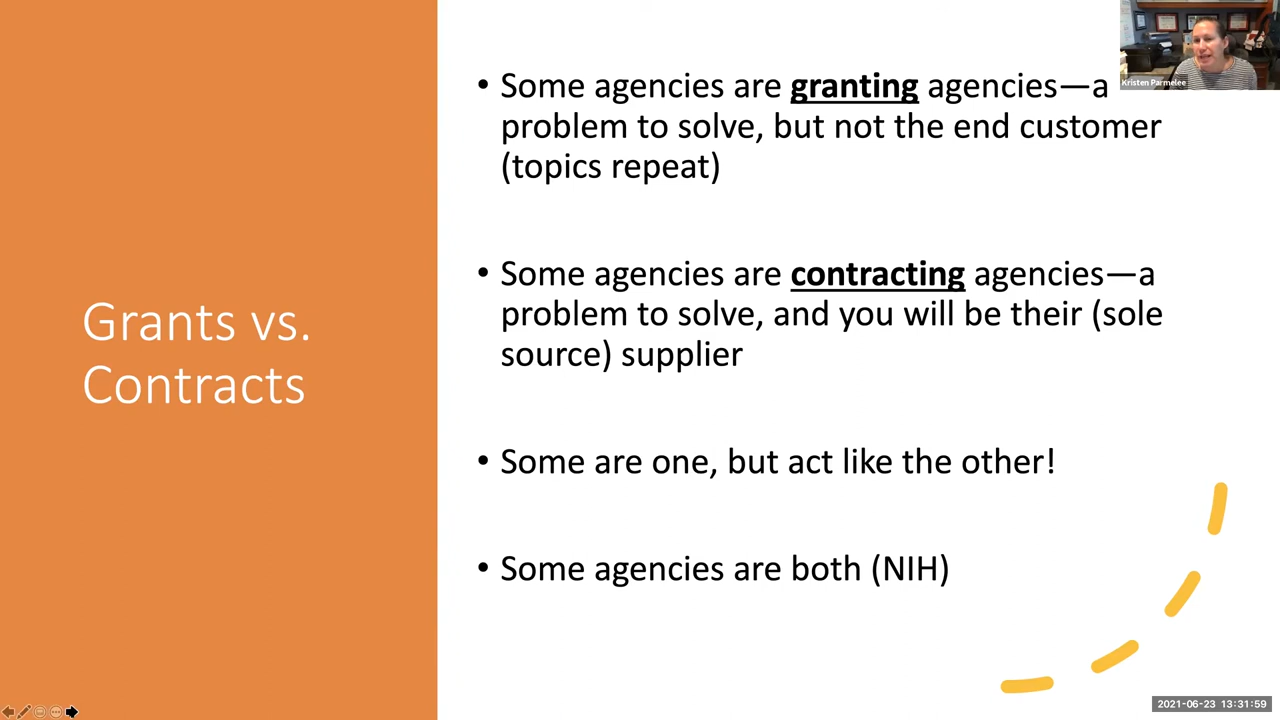 • Some agencies are granting agencies—a
problem to solve, but not the end customer
(topics repeat)
• Some agencies are contracting agencies—a
problem to solve, and you will be their (sole
source) supplier
Grants vs.
Contracts
• Some are one, but act like the other!
• Some agencies are both (NIH)
Kristen Parmelee
2021-06-23 13:31:59